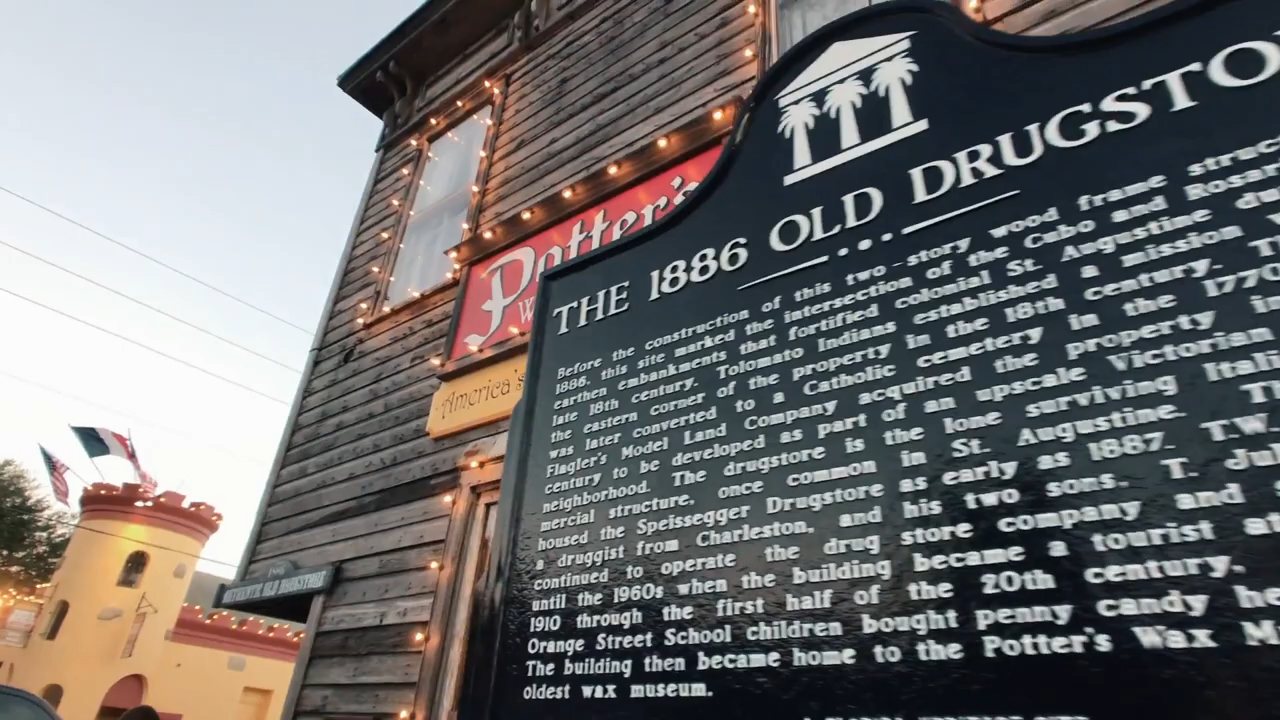 Potter's
W
America's
THE 1886 OLD DRUGSTO
Before the construction of this two-story wood frame struc
1886, this site marked the intersection of the Cubo and Rosar
earthen embankments that fortified colonial St. Augustine du
late 18th century. Tolomato Indians established a mission
the eastern corner of the property in the 18th century. T
was later converted to a Catholic cemetery in the 1770
Flagler's Model Land Company acquired the property in
century to be developed as part of an upscale Victorian
neighborhood. The drugstore is the lone surviving Itali
mercial structure, once common in St. Augustine. Th
housed the Speissegger Drugstore as early as 1887. T.W.
a druggist from Charleston, and his two sons, T. Jul
continued to operate the drug store company and
until the 1960s when the building became a tourist at
1910 through the first half of the 20th century,
Orange Street School children bought penny candy he
The building then became home to the Potter's Wax M
oldest wax museum.